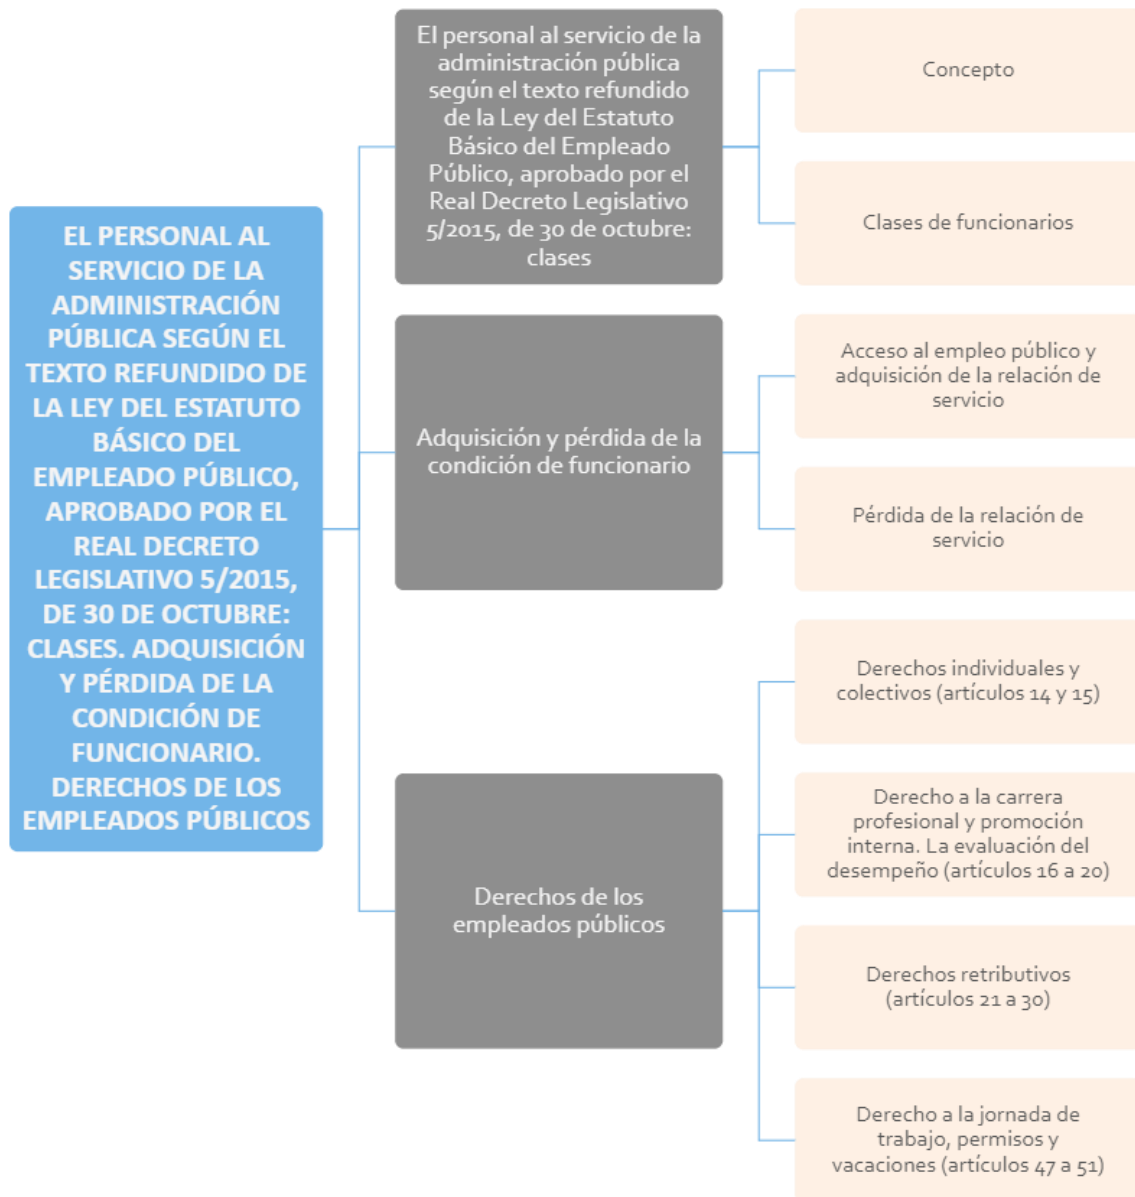 EL PERSONAL AL
SERVICIO DE LA
ADMINISTRACIÓN
PÚBLICA SEGÚN EL
TEXTO REFUNDIDO DE
LA LEY DEL ESTATUTO
BÁSICO DEL
EMPLEADO PÚBLICO,
APROBADO POR EL
REAL DECRETO
LEGISLATIVO 5/2015,
DE 30 DE OCTUBRE:
CLASES. ADQUISICIÓN
Y PÉRDIDA DE LA
CONDICIÓN DE
FUNCIONARIO.
DERECHOS DE LOS
EMPLEADOS PÚBLICOS
El personal al servicio de la
administración pública
según el texto refundido
de la Ley del Estatuto
Básico del Empleado
Público, aprobado por el
Real Decreto Legislativo
5/2015, de 30 de octubre:
clases
Concepto
Clases de funcionarios
Adquisición y pérdida de la
condición de funcionario
Acceso al empleo público y
adquisición de la relación de
servicio
Pérdida de la relación de
servicio
Derechos de los
empleados públicos
Derechos individuales y
colectivos (artículos 14 y 15)
Derecho a la carrera
profesional y promoción
interna. La evaluación del
desempeño (artículos 16 a 20)
Derechos retributivos
(artículos 21 a 30)
Derecho a la jornada de
trabajo, permisos y
vacaciones (artículos 47 a 51)